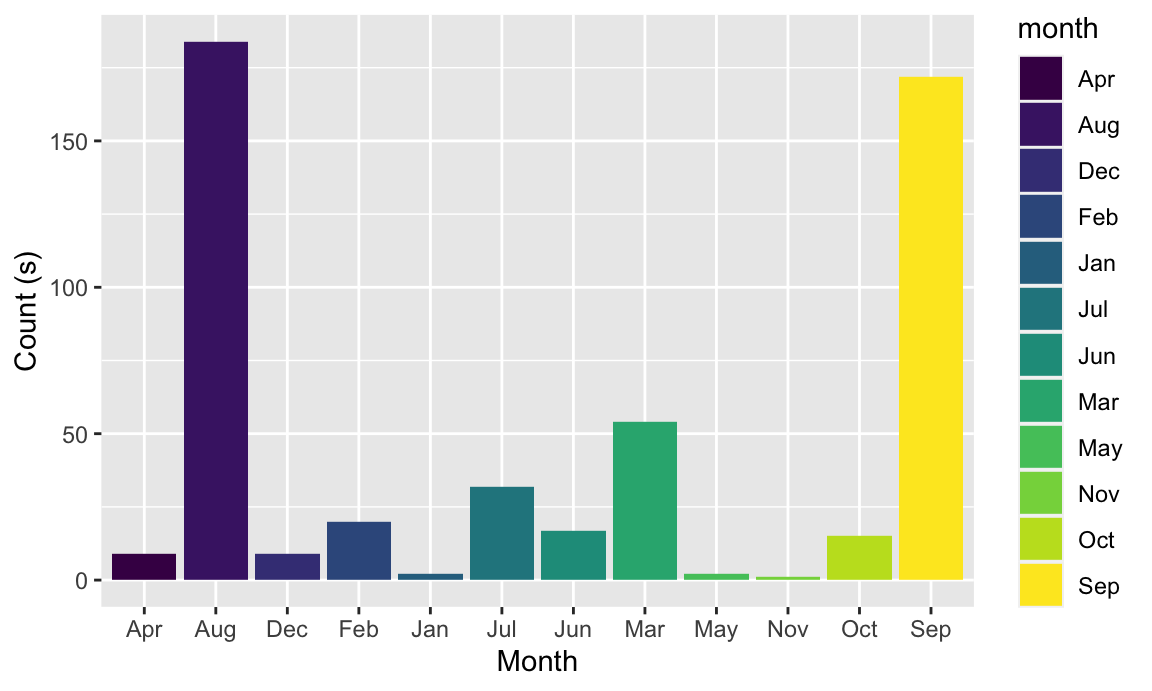 150
100
50
0
Count (s)
Apr Aug Dec Feb Jan Jul Jun Mar May Nov Oct Sep
Month
month
Apr
Aug
Dec
Feb
Jan
Jul
Jun
Mar
May
Nov
Oct
Sep